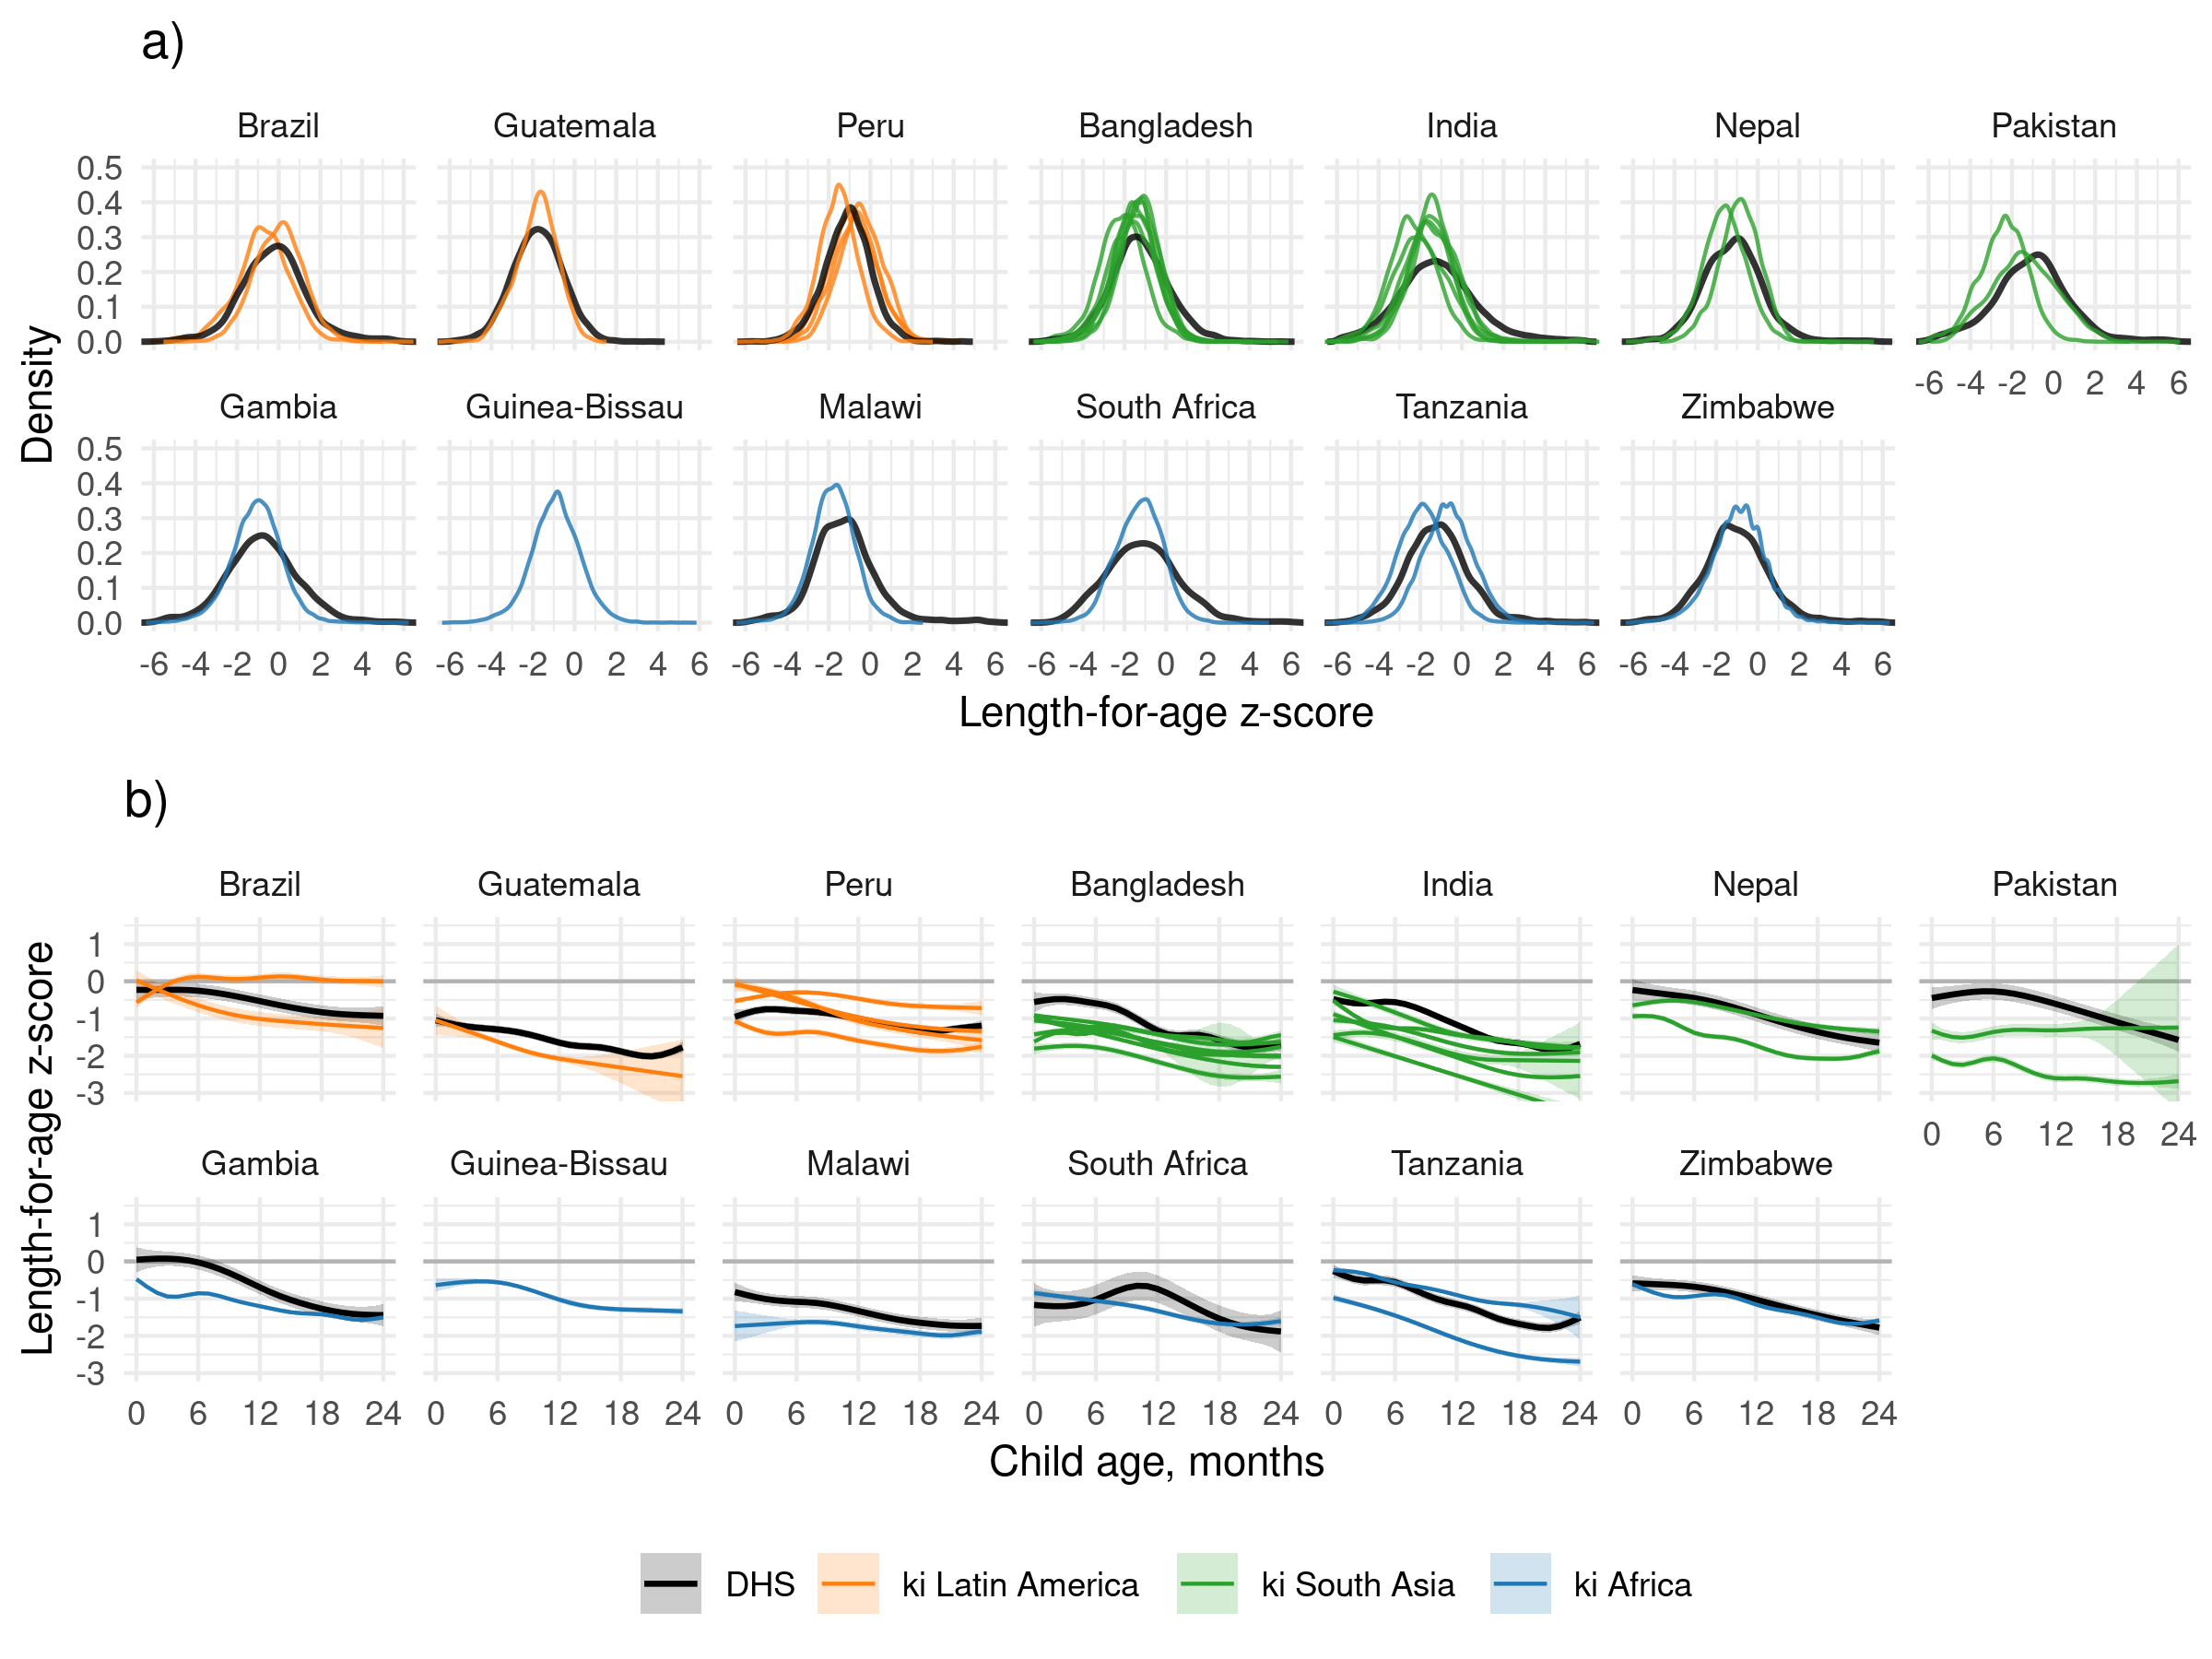 a)
Brazil Guatemala Peru Bangladesh India Nepal Pakistan
0.5
0.4
0.3
0.2
0.1
0.0
-6 -4 -2 0 2 4 6
Density
Gambia Guinea-Bissau Malawi South Africa Tanzania Zimbabwe
0.5
0.4
0.3
0.2
0.1
0.0
-6 -4 -2 0 2 4 6 -6 -4 -2 0 2 4 6 -6 -4 -2 0 2 4 6 -6 -4 -2 0 2 4 6 -6 -4 -2 0 2 4 6 -6 -4 -2 0 2 4 6
Length-for-age z-score
b)
Brazil Guatemala Peru Bangladesh India Nepal Pakistan
1
0
-1
-2
-3
0 6 12 18 24
Length-for-age z-score
Gambia Guinea-Bissau Malawi South Africa Tanzania Zimbabwe
1
0
-1
-2
-3
0 6 12 18 24 0 6 12 18 24 0 6 12 18 24 0 6 12 18 24 0 6 12 18 24 0 6 12 18 24
Child age, months
DHS ki Latin America ki South Asia ki Africa